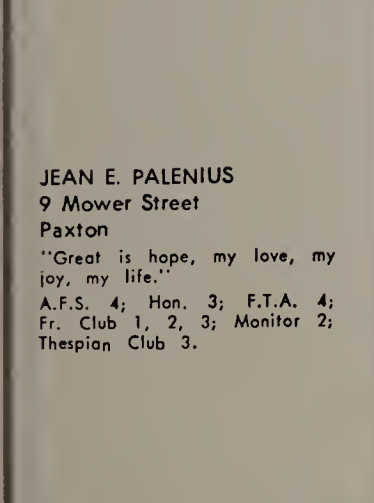 JEAN E. PALENIUS
9 Mower Street
Paxton
"Great is hope, my love, my
joy, my life."
A.F.S. 4; Hon. 3; F.T.A. 4;
Fr. Club 1, 2, 3; Monitor 2;
Thespian Club 3.